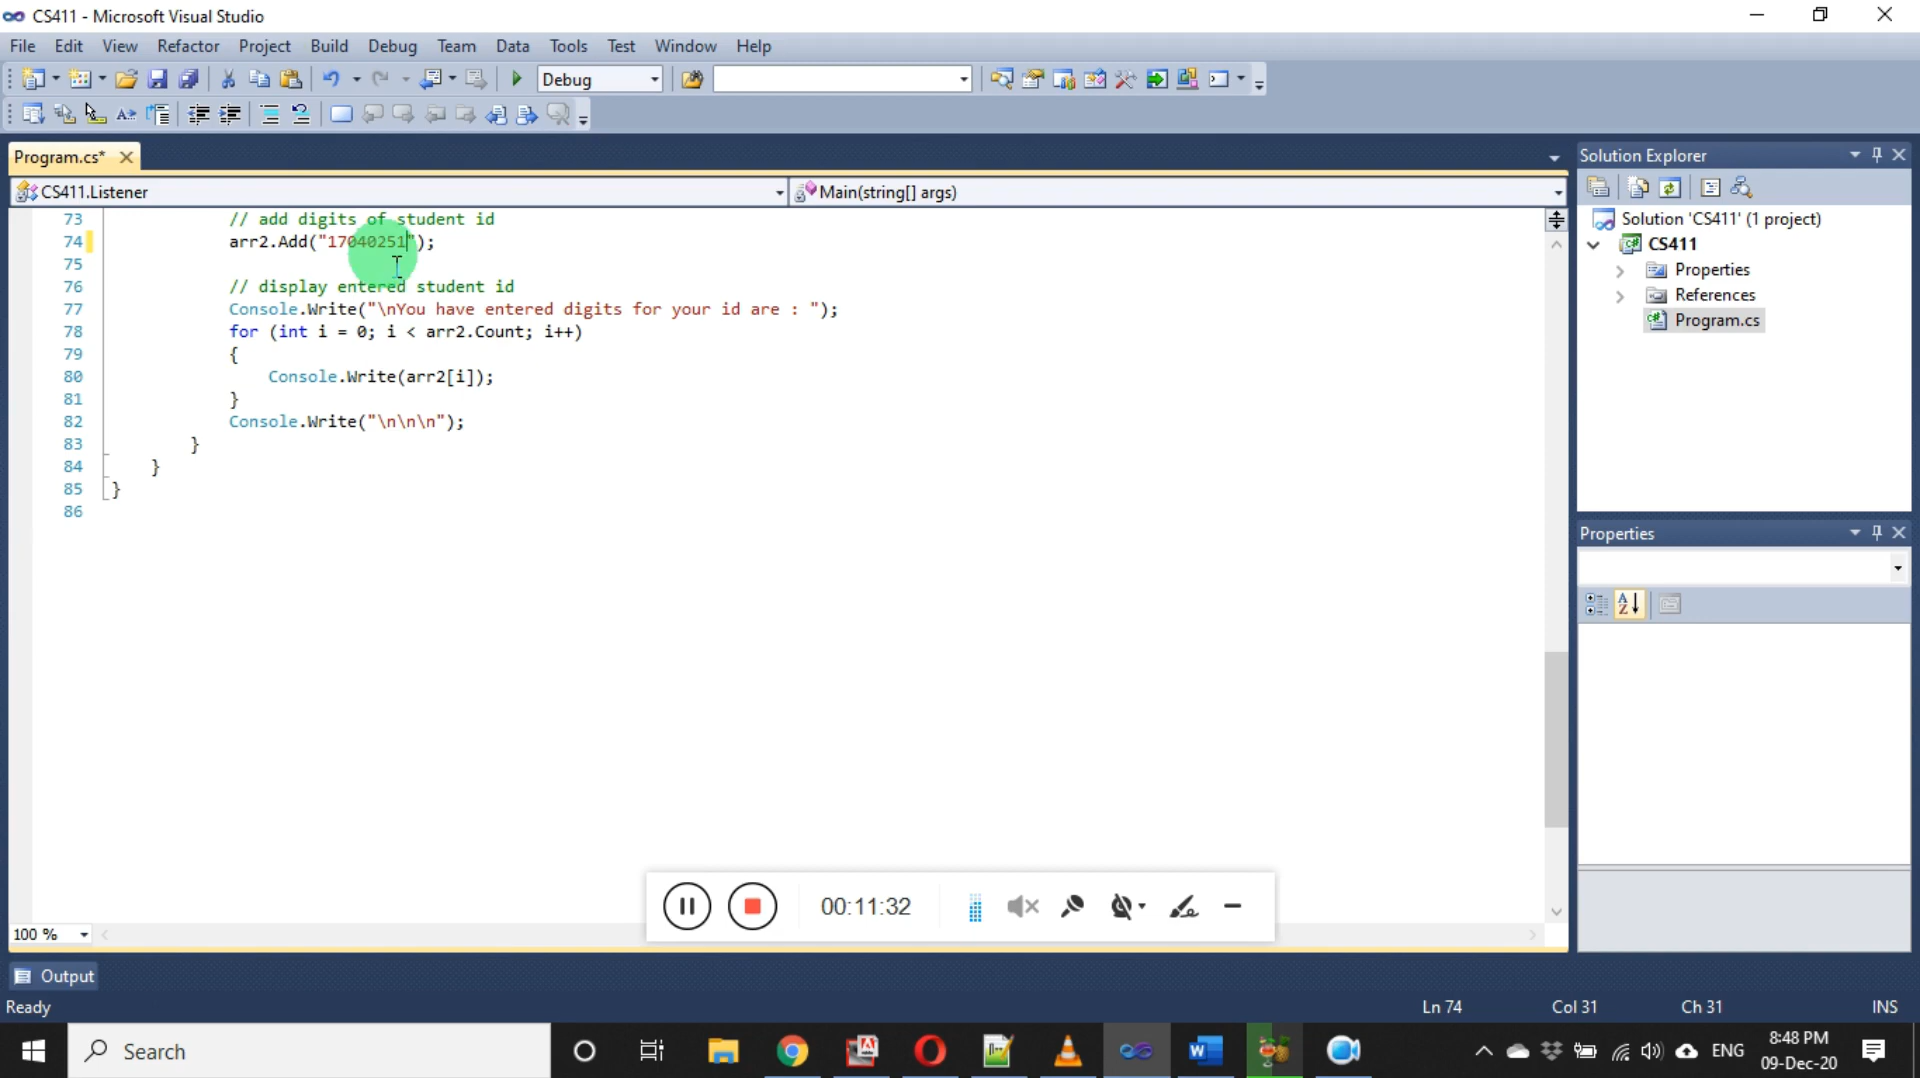 CS411 - Microsoft Visual Studio
File Edit View Refactor Project Build Debug Team Data Tools Test Window Help
Debug
Program.cs*
Solution Explorer
CS411.Listener
Main(string[] args)
73 // add digits of student id
74 arr2.Add("17040251");
75
76 // display entered student id
77 Console.Write("\nYou have entered digits for your id are : ");
78 for (int i = 0; i < arr2.Count; i++)
79 {
80 Console.Write(arr2[i]);
81 }
82 Console.Write("\n\n\n");
83 }
84 }
85 }
86
Solution 'CS411' (1 project)
CS411
Properties
References
Program.cs
Properties
00:11:32
100 %
Output
Ready
Ln 74 Col 31 Ch 31 INS
Search
ENG
8:48 PM
09-Dec-20